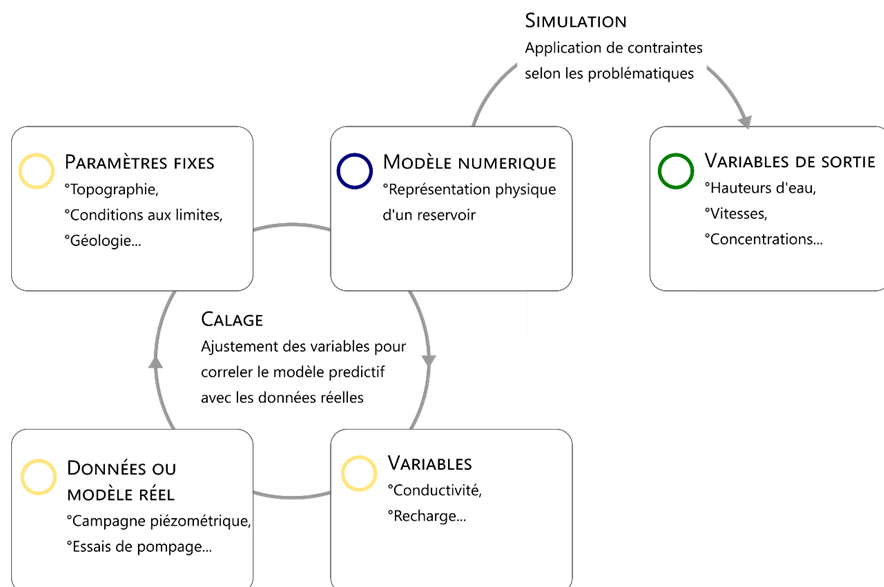 SIMULATION
Application de contraintes
selon les problématiques
PARAMÈTRES FIXES
°Topographie,
°Conditions aux limites,
°Géologie...
MODÈLE NUMERIQUE
°Représentation physique
d'un reservoir
VARIABLES DE SORTIE
°Hauteurs d'eau,
°Vitesses,
°Concentrations...
CALAGE
Ajustement des variables pour
correler le modèle predictif
avec les données réelles
DONNÉES OU
MODÈLE RÉEL
°Campagne piézométrique,
°Essais de pompage...
VARIABLES
°Conductivité,
°Recharge...